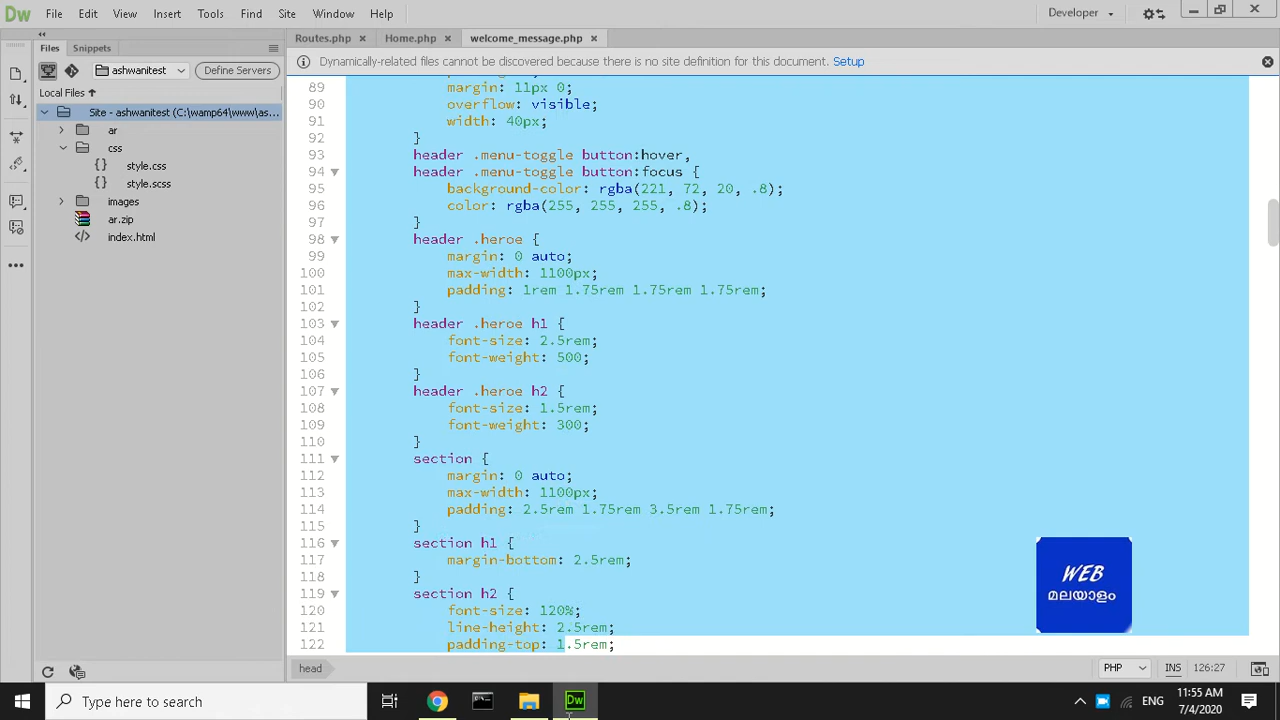 Dw File Edit View Insert Tools Find Site Window Help Developer
Files Snippets
Routes.php Home.php welcome_message.php
Dynamically-related files cannot be discovered because there is no site definition for this document. Setup
ashwanitest Define Servers
Local Files
Site - ashwanitest (C:\wamp64\www\as...
ar
css
style.css
style.scss
images
ar.zip
index.html
89 margin: 11px 0;
90 overflow: visible;
91 width: 40px;
92 }
93 header .menu-toggle button:hover,
94 header .menu-toggle button:focus {
95 background-color: rgba(221, 72, 20, .8);
96 color: rgba(255, 255, 255, .8);
97 }
98 header .heroe {
99 margin: 0 auto;
100 max-width: 1100px;
101 padding: 1rem 1.75rem 1.75rem 1.75rem;
102 }
103 header .heroe h1 {
104 font-size: 2.5rem;
105 font-weight: 500;
106 }
107 header .heroe h2 {
108 font-size: 1.5rem;
109 font-weight: 300;
110 }
111 section {
112 margin: 0 auto;
113 max-width: 1100px;
114 padding: 2.5rem 1.75rem 3.5rem 1.75rem;
115 }
116 section h1 {
117 margin-bottom: 2.5rem;
118 }
119 section h2 {
120 font-size: 120%;
121 line-height: 2.5rem;
122 padding-top: 1.5rem;
WEB
മലയാളം
head PHP INS 126:27
Type here to search
Dw
ENG
11:55 AM
7/4/2020